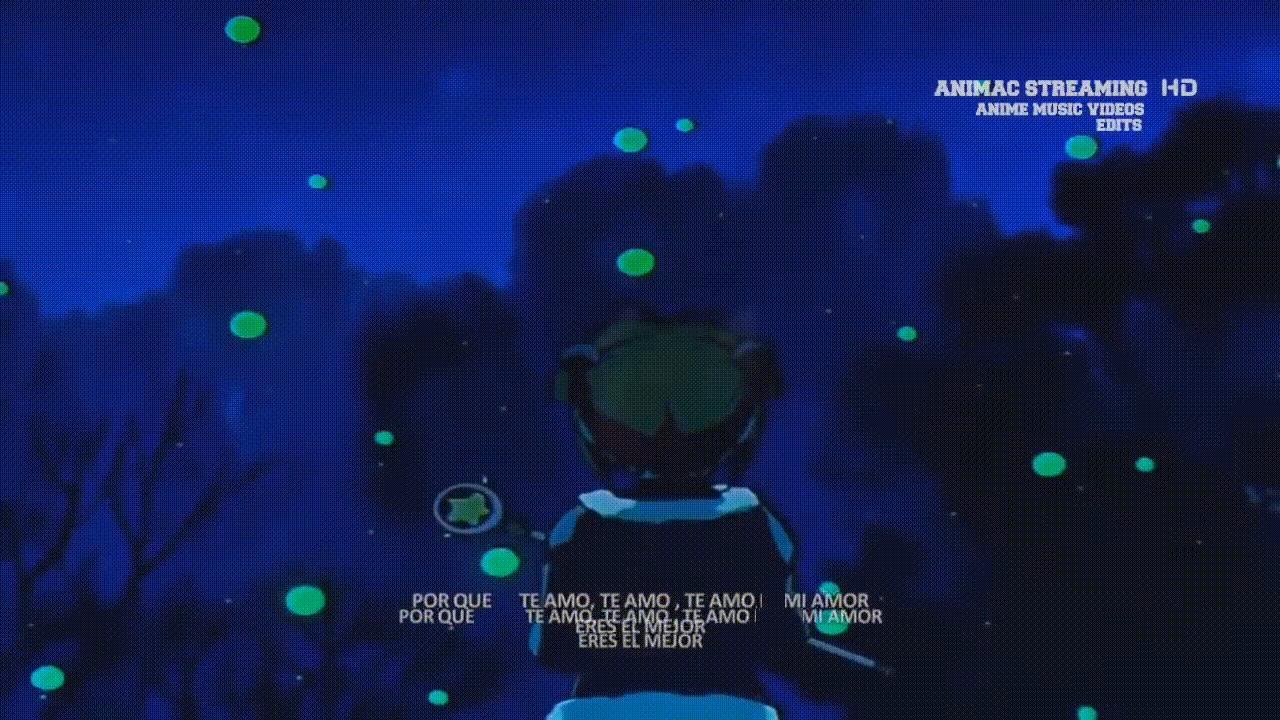 ANIMAC STREAMING HD
ANIME MUSIC VIDEOS
EDITS
POR QUE TE AMO, TE AMO , TE AMO MI AMOR
POR QUE TE AMO, TE AMO , TE AMO MI AMOR
ERES EL MEJOR
ERES EL MEJOR